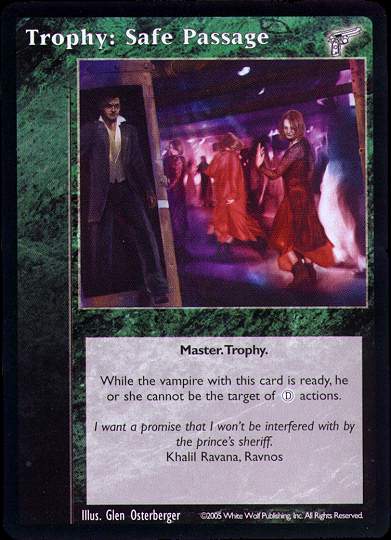 Trophy: Safe Passage
Master. Trophy.
While the vampire with this card is ready, he
or she cannot be the target of Ⓓ actions.
I want a promise that I won't be interfered with by
the prince's sheriff.
Khalil Ravana, Ravnos
Illus. Glen Osterberger
©2005 White Wolf Publishing, Inc. All Rights Reserved.